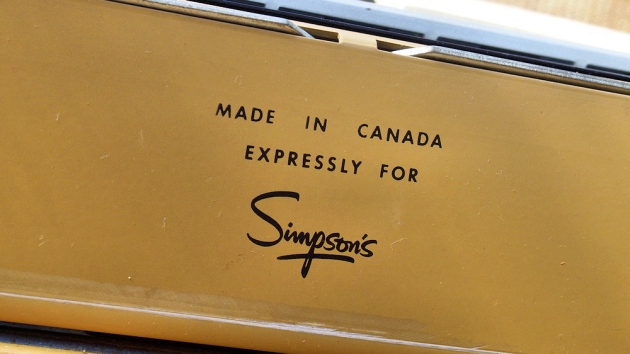 MADE IN CANADA
EXPRESSLY FOR
Simpson's